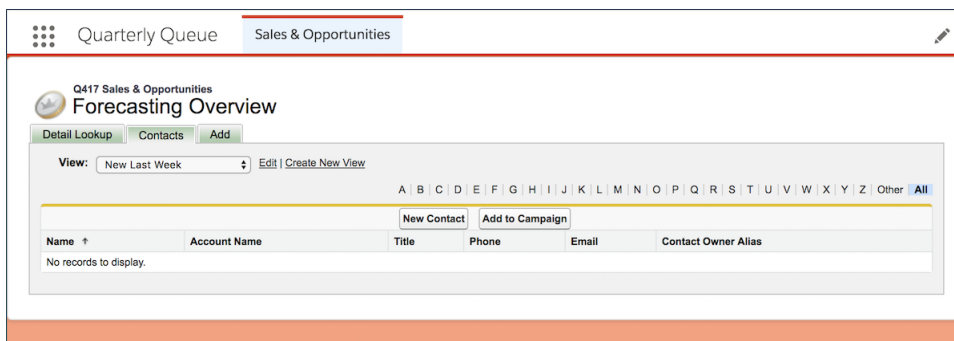 Quarterly Queue Sales & Opportunities
Q417 Sales & Opportunities
Forecasting Overview
Detail Lookup Contacts Add
View: New Last Week Edit | Create New View
A | B | C | D | E | F | G | H | I | J | K | L | M | N | O | P | Q | R | S | T | U | V | W | X | Y | Z | Other All
New Contact Add to Campaign
Name ↑ Account Name Title Phone Email Contact Owner Alias
No records to display.